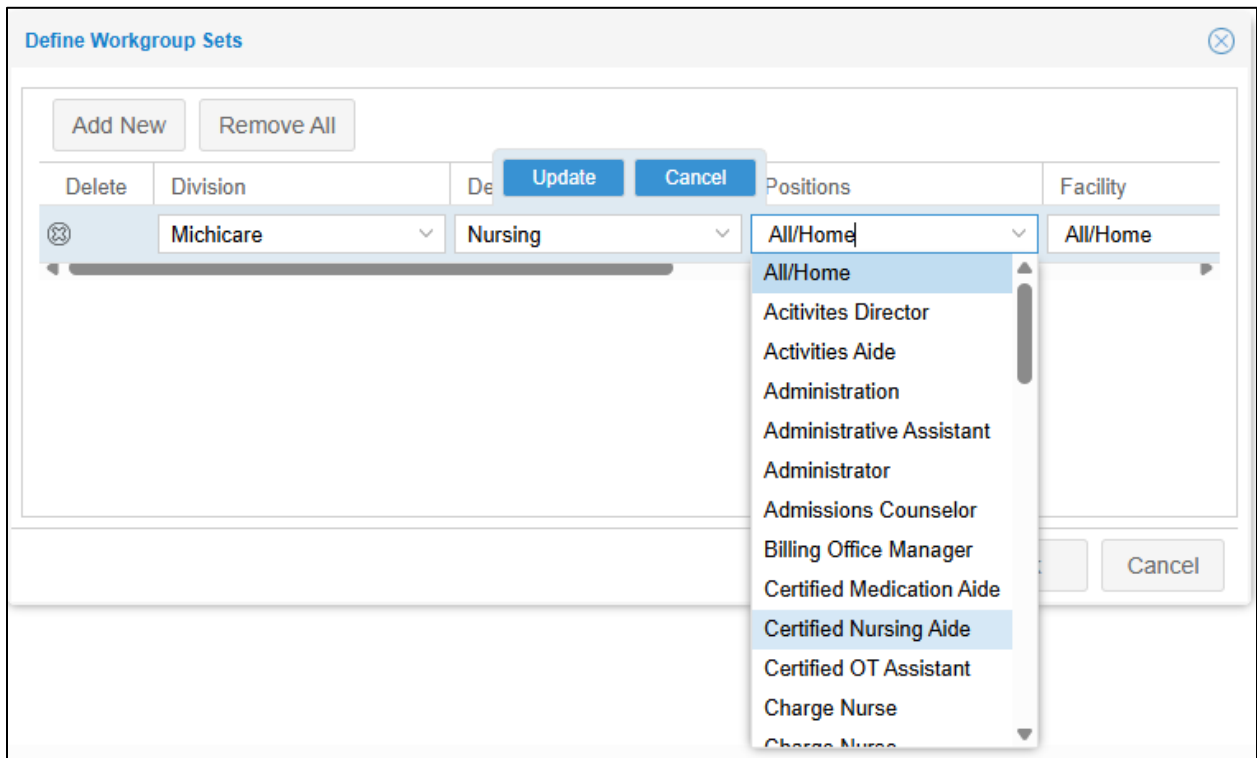 Define Workgroup Sets
Add New Remove All
Update Cancel
Delete Division De Positions Facility
Michicare Nursing All/Home All/Home
All/Home
Acitivites Director
Activities Aide
Administration
Administrative Assistant
Administrator
Admissions Counselor
Billing Office Manager
Certified Medication Aide
Cancel
Certified Nursing Aide
Certified OT Assistant
Charge Nurse
Charge Nurse